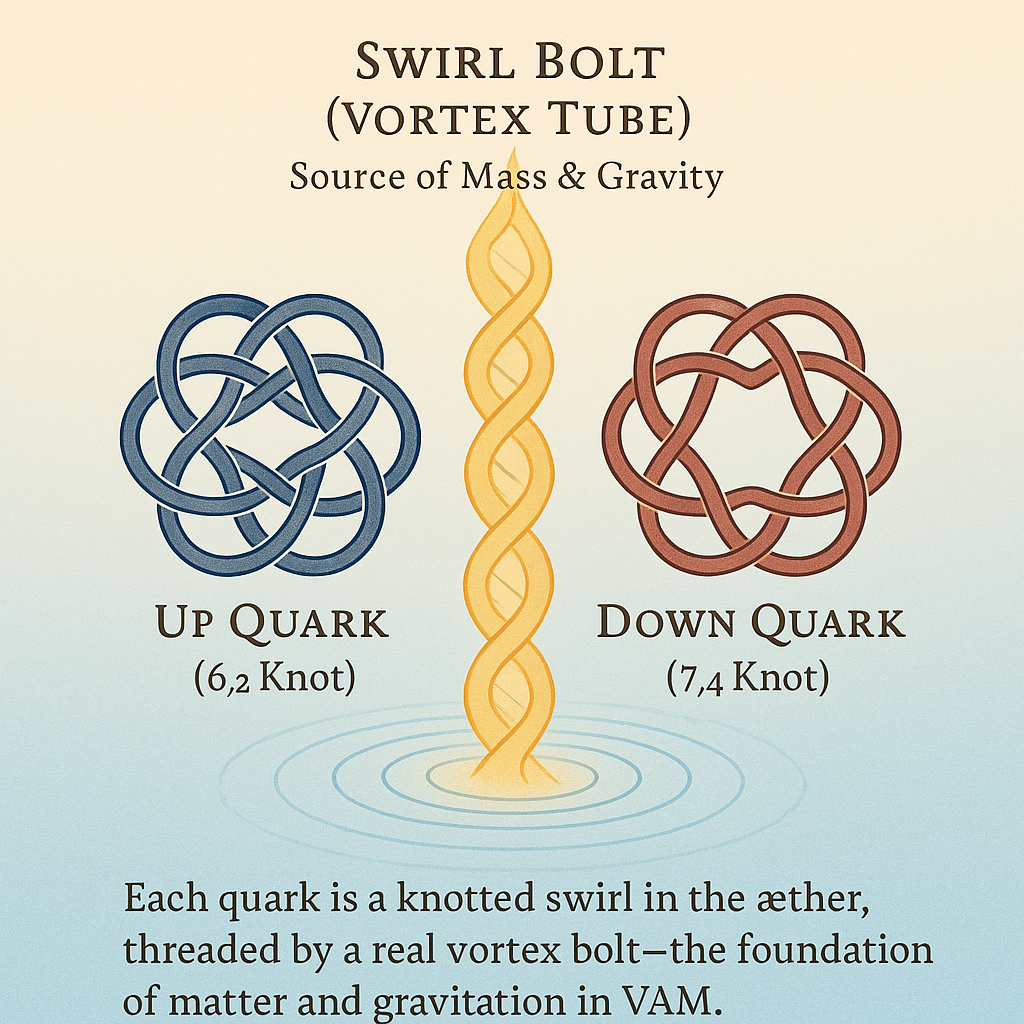 SWIRL BOLT
(VORTEX TUBE)
Source of Mass & Gravity
UP QUARK
(6,2 Knot)
DOWN QUARK
(7,4 Knot)
Each quark is a knotted swirl in the æther,
threaded by a real vortex bolt—the foundation
of matter and gravitation in VAM.